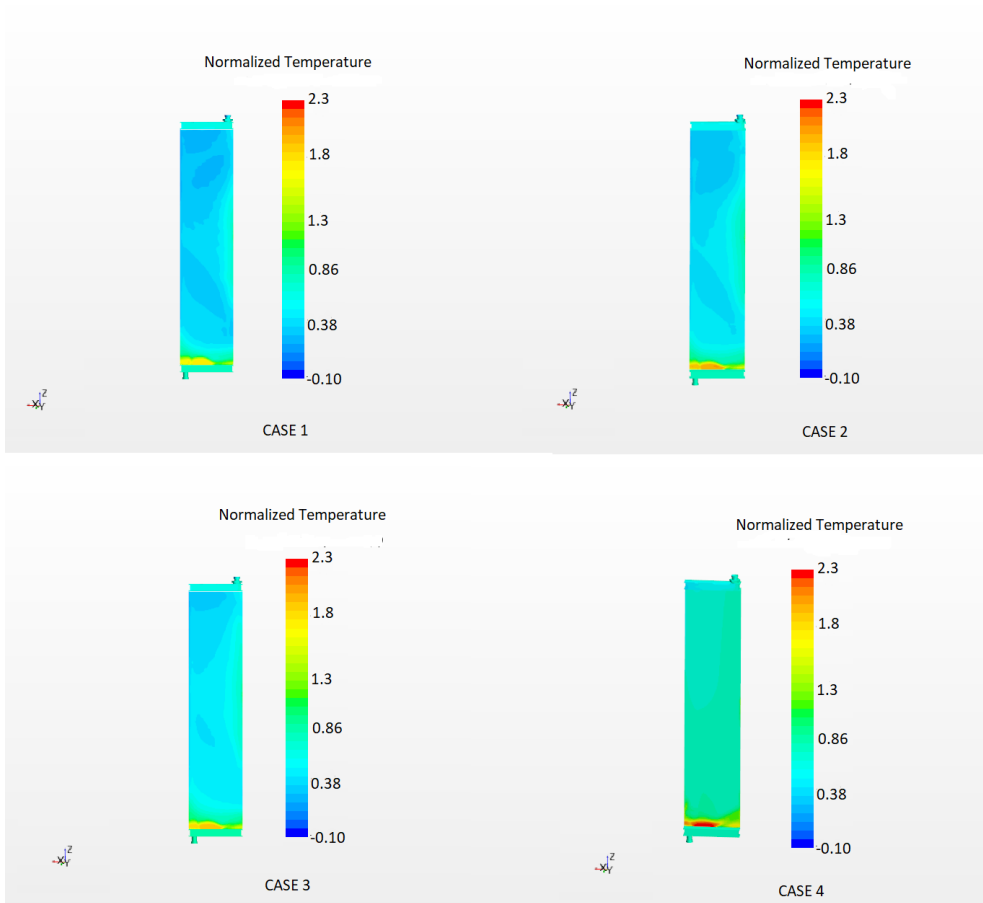 Normalized Temperature
2.3
1.8
1.3
0.86
0.38
-0.10
Z
X
Y
CASE 1
Normalized Temperature
2.3
1.8
1.3
0.86
0.38
-0.10
Z
X
Y
CASE 2
Normalized Temperature
2.3
1.8
1.3
0.86
0.38
-0.10
Z
X
Y
CASE 3
Normalized Temperature
2.3
1.8
1.3
0.86
0.38
-0.10
Z
X
Y
CASE 4